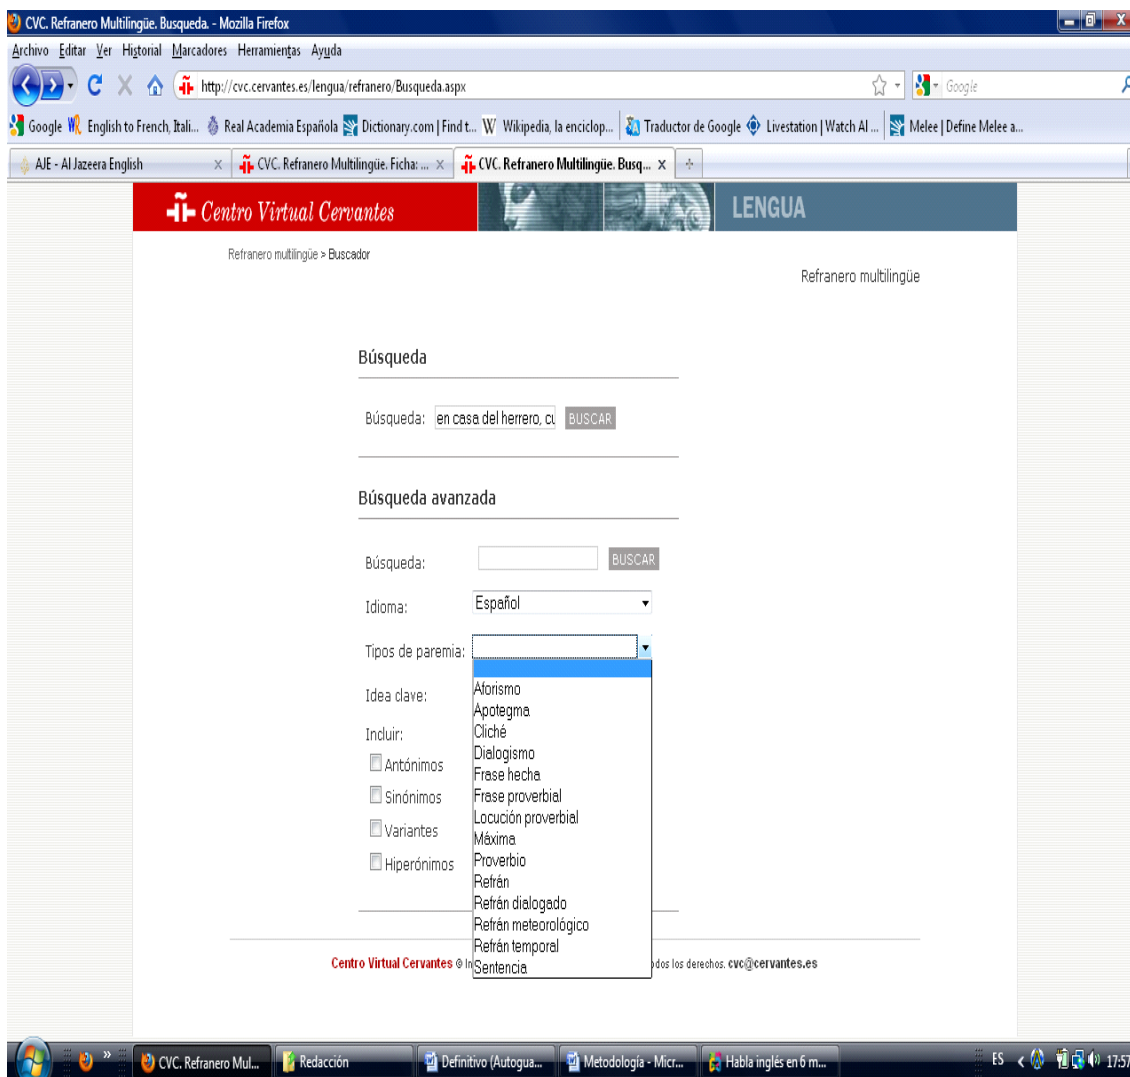 CVC. Refranero Multilingüe. Busqueda. - Mozilla Firefox
Archivo Editar Ver Historial Marcadores Herramientas Ayuda
http://cvc.cervantes.es/lengua/refranero/Busqueda.aspx Google
Google English to French, Itali... Real Academia Española Dictionary.com | Find t... W Wikipedia, la enciclop... Traductor de Google Livestation | Watch Al ... Melee | Define Melee a...
AJE - Al Jazeera English CVC. Refranero Multilingüe. Ficha: ... CVC. Refranero Multilingüe. Busq...
Centro Virtual Cervantes LENGUA
Refranero multilingüe > Buscador
Refranero multilingüe
Búsqueda
Búsqueda: en casa del herrero, cu BUSCAR
Búsqueda avanzada
Búsqueda: BUSCAR
Idioma: Español
Tipos de paremia:
Idea clave:
Incluir:
Antónimos
Sinónimos
Variantes
Hiperónimos
Aforismo
Apotegma
Cliché
Dialogismo
Frase hecha
Frase proverbial
Locución proverbial
Máxima
Proverbio
Refrán
Refrán dialogado
Refrán meteorológico
Refrán temporal
Sentencia
Centro Virtual Cervantes © In odos los derechos. cvc@cervantes.es
CVC. Refranero Mul... Redacción Definitivo (Autogua... Metodología - Micr... Habla inglés en 6 m... ES 17:57